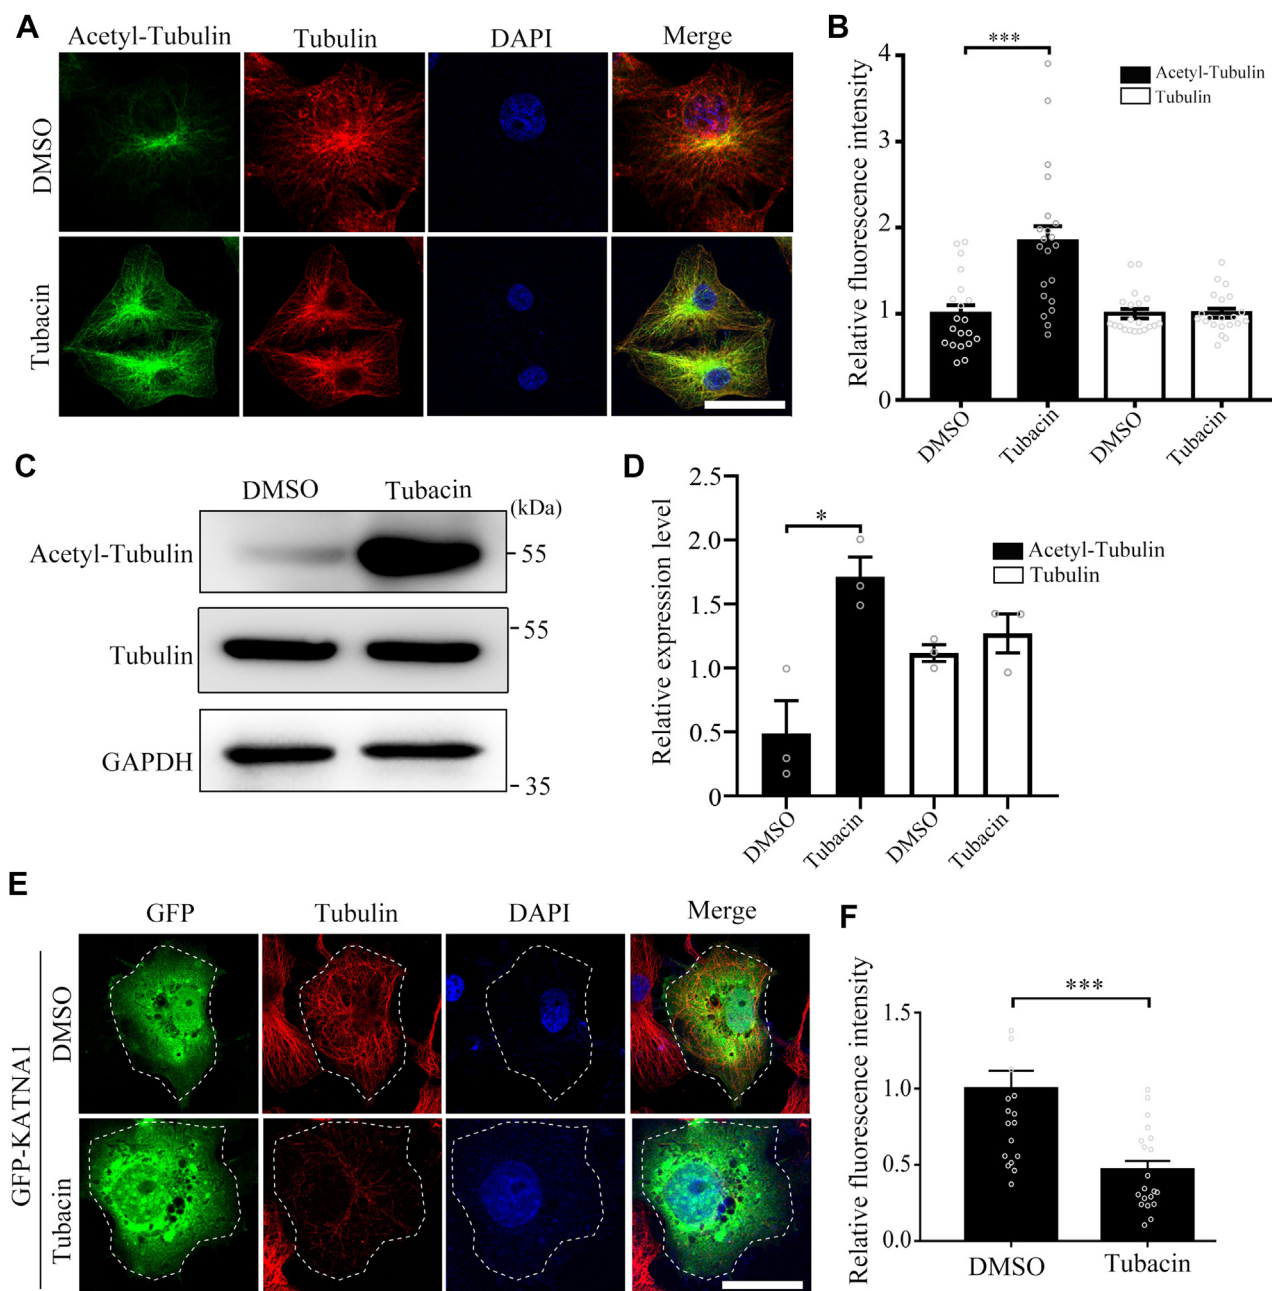 A
Acetyl-Tubulin Tubulin DAPI Merge
DMSO
Tubacin
B
Relative fluorescence intensity
4
3
2
1
0
***
Acetyl-Tubulin
Tubulin
DMSO Tubacin DMSO Tubacin
C
DMSO Tubacin
(kDa)
Acetyl-Tubulin
55
Tubulin
55
GAPDH
35
D
Relative expression level
2.5
2.0
1.5
1.0
0.5
0
*
Acetyl-Tubulin
Tubulin
DMSO Tubacin DMSO Tubacin
E
GFP Tubulin DAPI Merge
GFP-KATNA1
DMSO
Tubacin
F
Relative fluorescence intensity
1.5
1.0
0.5
0.0
***
DMSO Tubacin